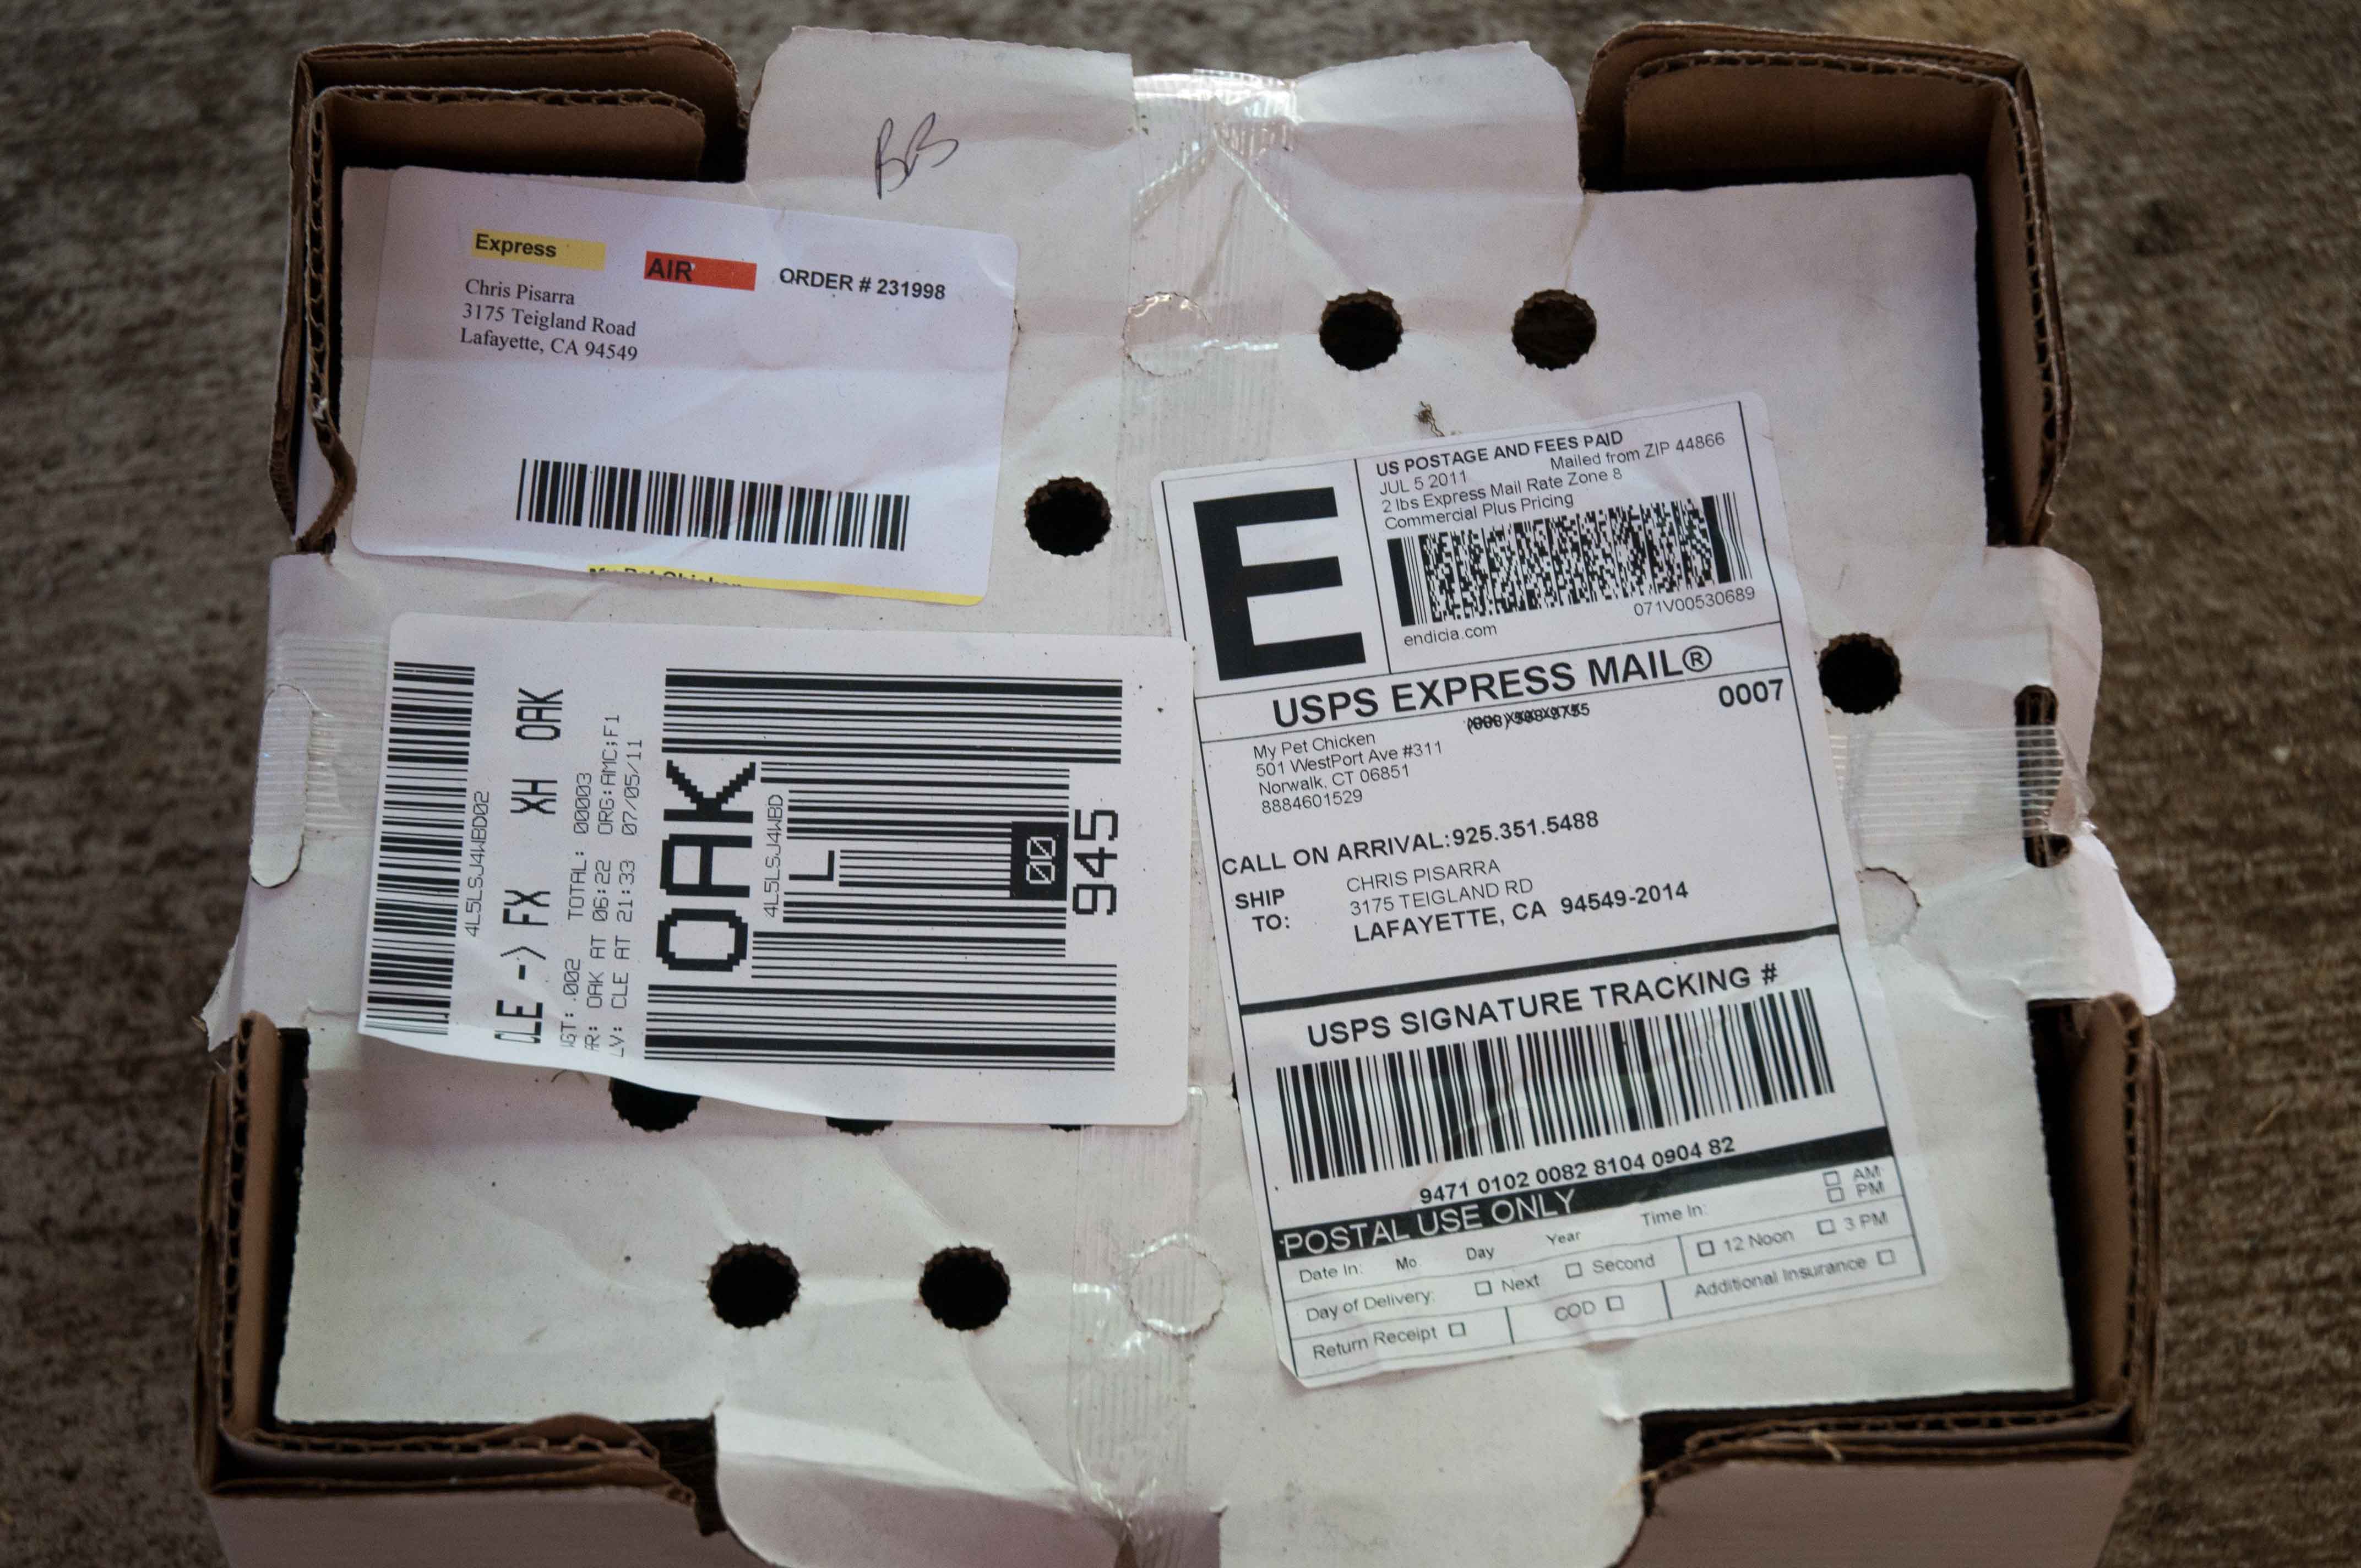 BB
Express
AIR
ORDER # 231998
Chris Pisarra
3175 Teigland Road
Lafayette, CA 94549
My Pet Chicken
4L5LSJ4WBD02
CLE -> FX XH OAK
WGT: .002 TOTAL: 00003
AR: OAK AT 06:22 ORG:AMC;F1
LV: CLE AT 21:33 07/05/11
OAK
4L5LSJ4WBD
L
00
945
E
US POSTAGE AND FEES PAID
JUL 5 2011 Mailed from ZIP 44866
2 lbs Express Mail Rate Zone 8
Commercial Plus Pricing
071V00530689
endicia.com
USPS EXPRESS MAIL®
0007
My Pet Chicken
501 WestPort Ave #311
Norwalk, CT 06851
8884601529
CALL ON ARRIVAL:925.351.5488
SHIP TO:
CHRIS PISARRA
3175 TEIGLAND RD
LAFAYETTE, CA 94549-2014
USPS SIGNATURE TRACKING #
9471 0102 0082 8104 0904 82
POSTAL USE ONLY
Date In: Mo. Day Year Time In: AM PM
Day of Delivery: Next Second 12 Noon 3 PM
Return Receipt COD Additional Insurance